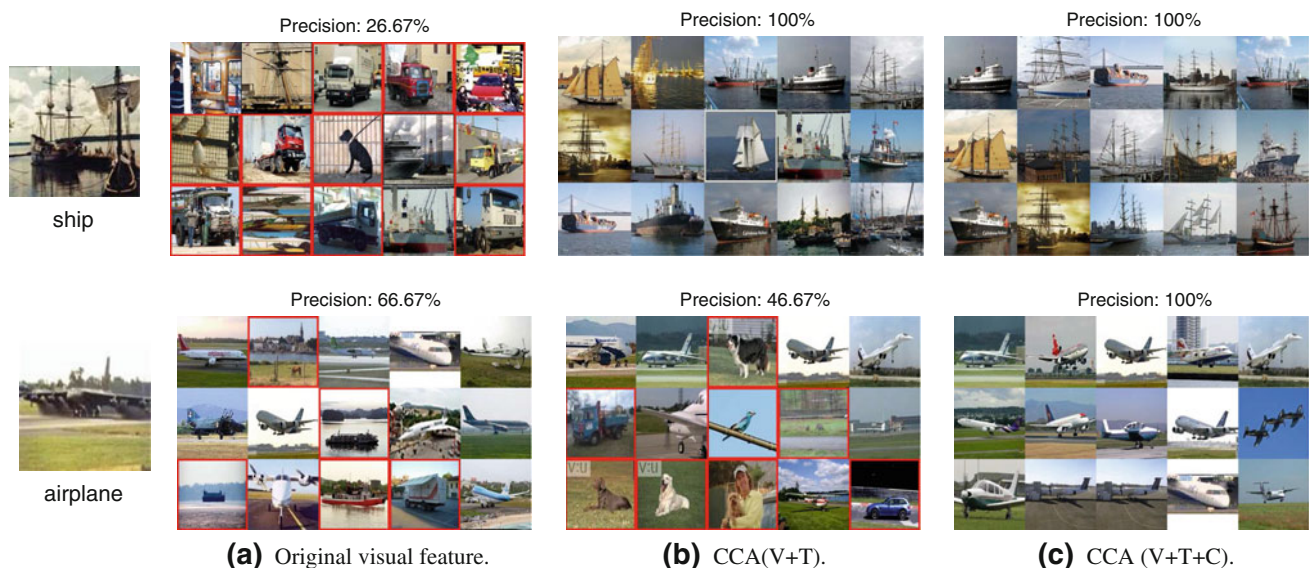 Precision: 26.67%
Precision: 100%
Precision: 100%
ship
Precision: 66.67%
Precision: 46.67%
Precision: 100%
V:U
V:U
airplane
(a) Original visual feature.
(b) CCA(V+T).
(c) CCA (V+T+C).